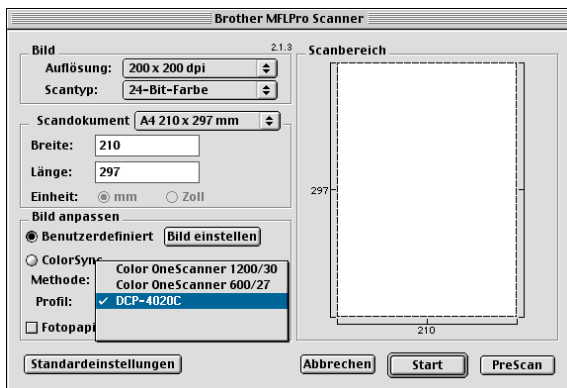 Brother MFLPro Scanner
Bild
2.1.3
Auflösung: 200 x 200 dpi
Scantyp: 24-Bit-Farbe
Scandokument A4 210 x 297 mm
Breite: 210
Länge: 297
Einheit: mm Zoll
Bild anpassen
Benutzerdefiniert Bild einstellen
ColorSync
Methode:
Profil:
Color OneScanner 1200/30
Color OneScanner 600/27
✓ DCP-4020C
Fotopapi
Standardeinstellungen
Scanbereich
297
210
Abbrechen Start PreScan